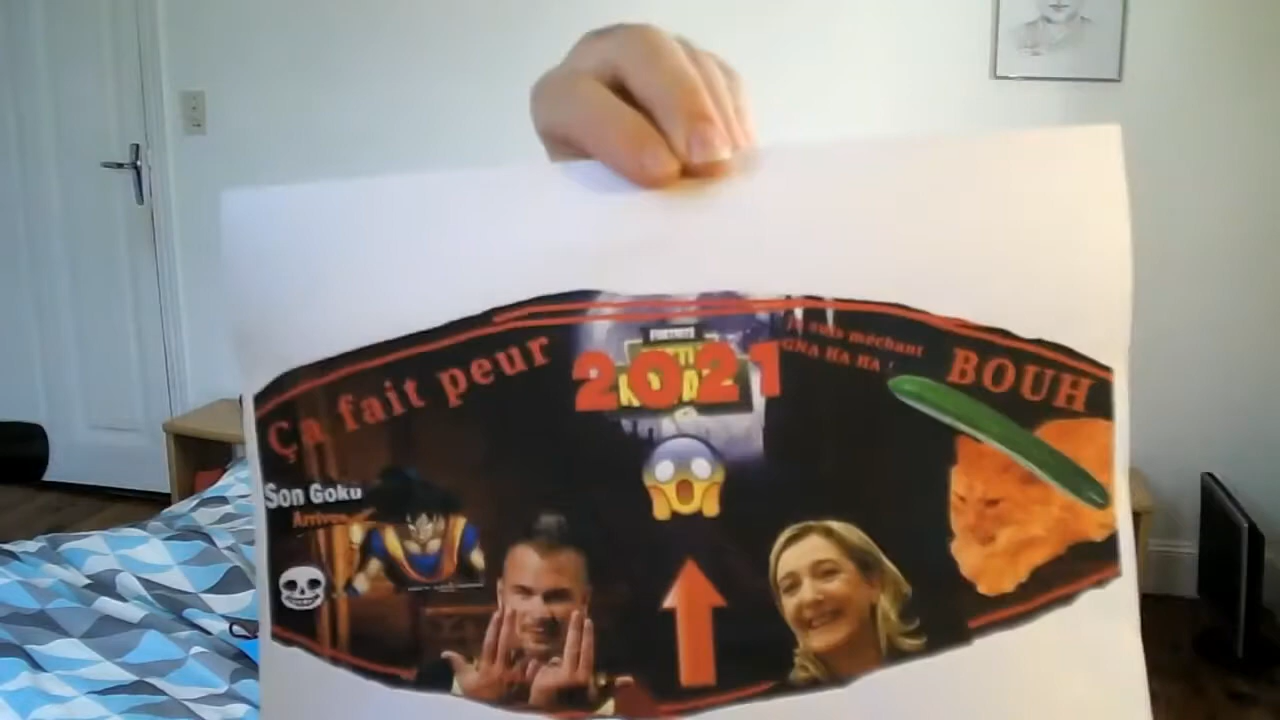 Ça fait peur
2021
Je suis méchant
GNA HA HA !
BOUH
Son Goku